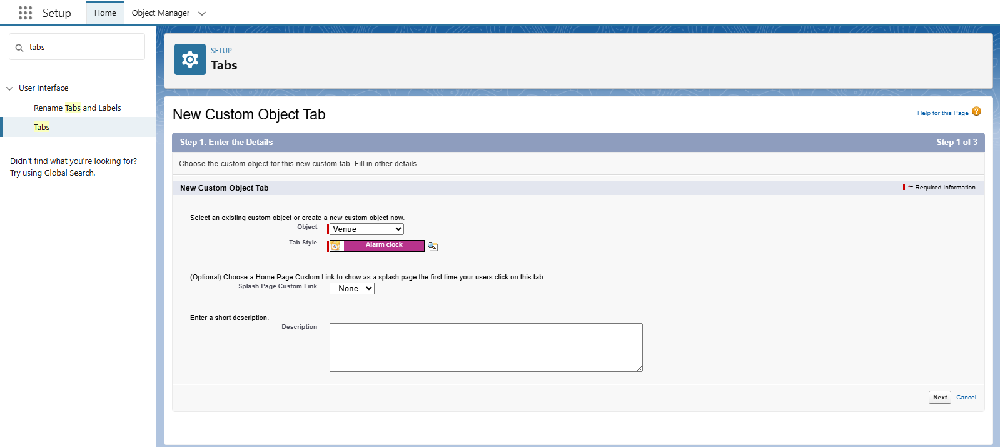 Setup
Home
Object Manager
tabs
User Interface
Rename Tabs and Labels
Tabs
Didn't find what you're looking for?
Try using Global Search.
SETUP
Tabs
New Custom Object Tab
Help for this Page ?
Step 1. Enter the Details
Step 1 of 3
Choose the custom object for this new custom tab. Fill in other details.
New Custom Object Tab
*= Required Information
Select an existing custom object or create a new custom object now.
Object
Venue
Tab Style
Alarm clock
(Optional) Choose a Home Page Custom Link to show as a splash page the first time your users click on this tab.
Splash Page Custom Link
--None--
Enter a short description.
Description
Next
Cancel